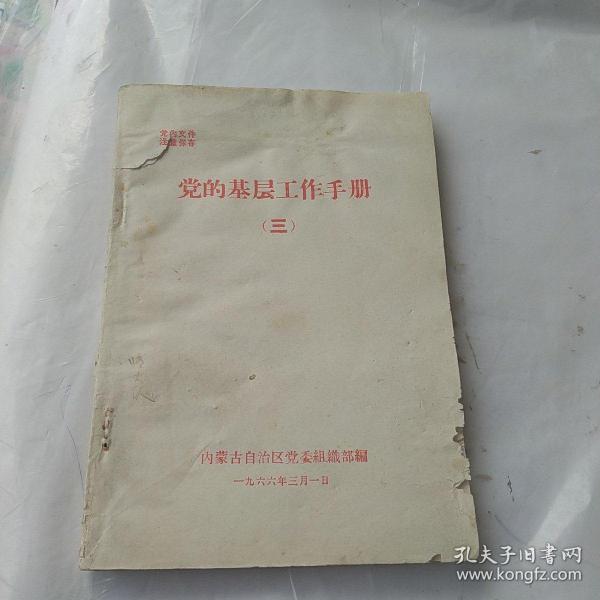 党内文件
注意保存
党的基层工作手册
（三）
内蒙古自治区党委組織部編
一九六六年三月一日
孔夫子旧書网
www.kongfz.com